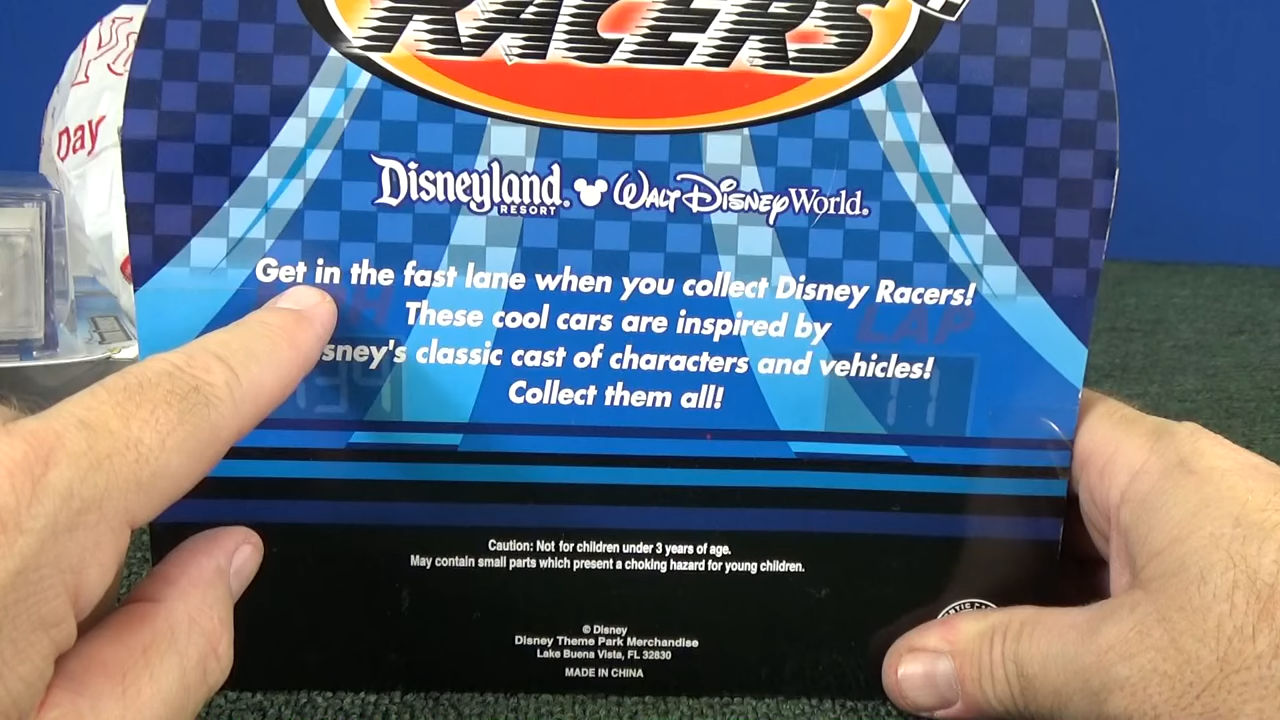 RACERS
Day
Disneyland RESORT. Walt Disney World.
Get in the fast lane when you collect Disney Racers!
These cool cars are inspired by
sney's classic cast of characters and vehicles!
Collect them all!
LAP
Caution: Not for children under 3 years of age.
May contain small parts which present a choking hazard for young children.
© Disney
Disney Theme Park Merchandise
Lake Buena Vista, FL 32830
MADE IN CHINA